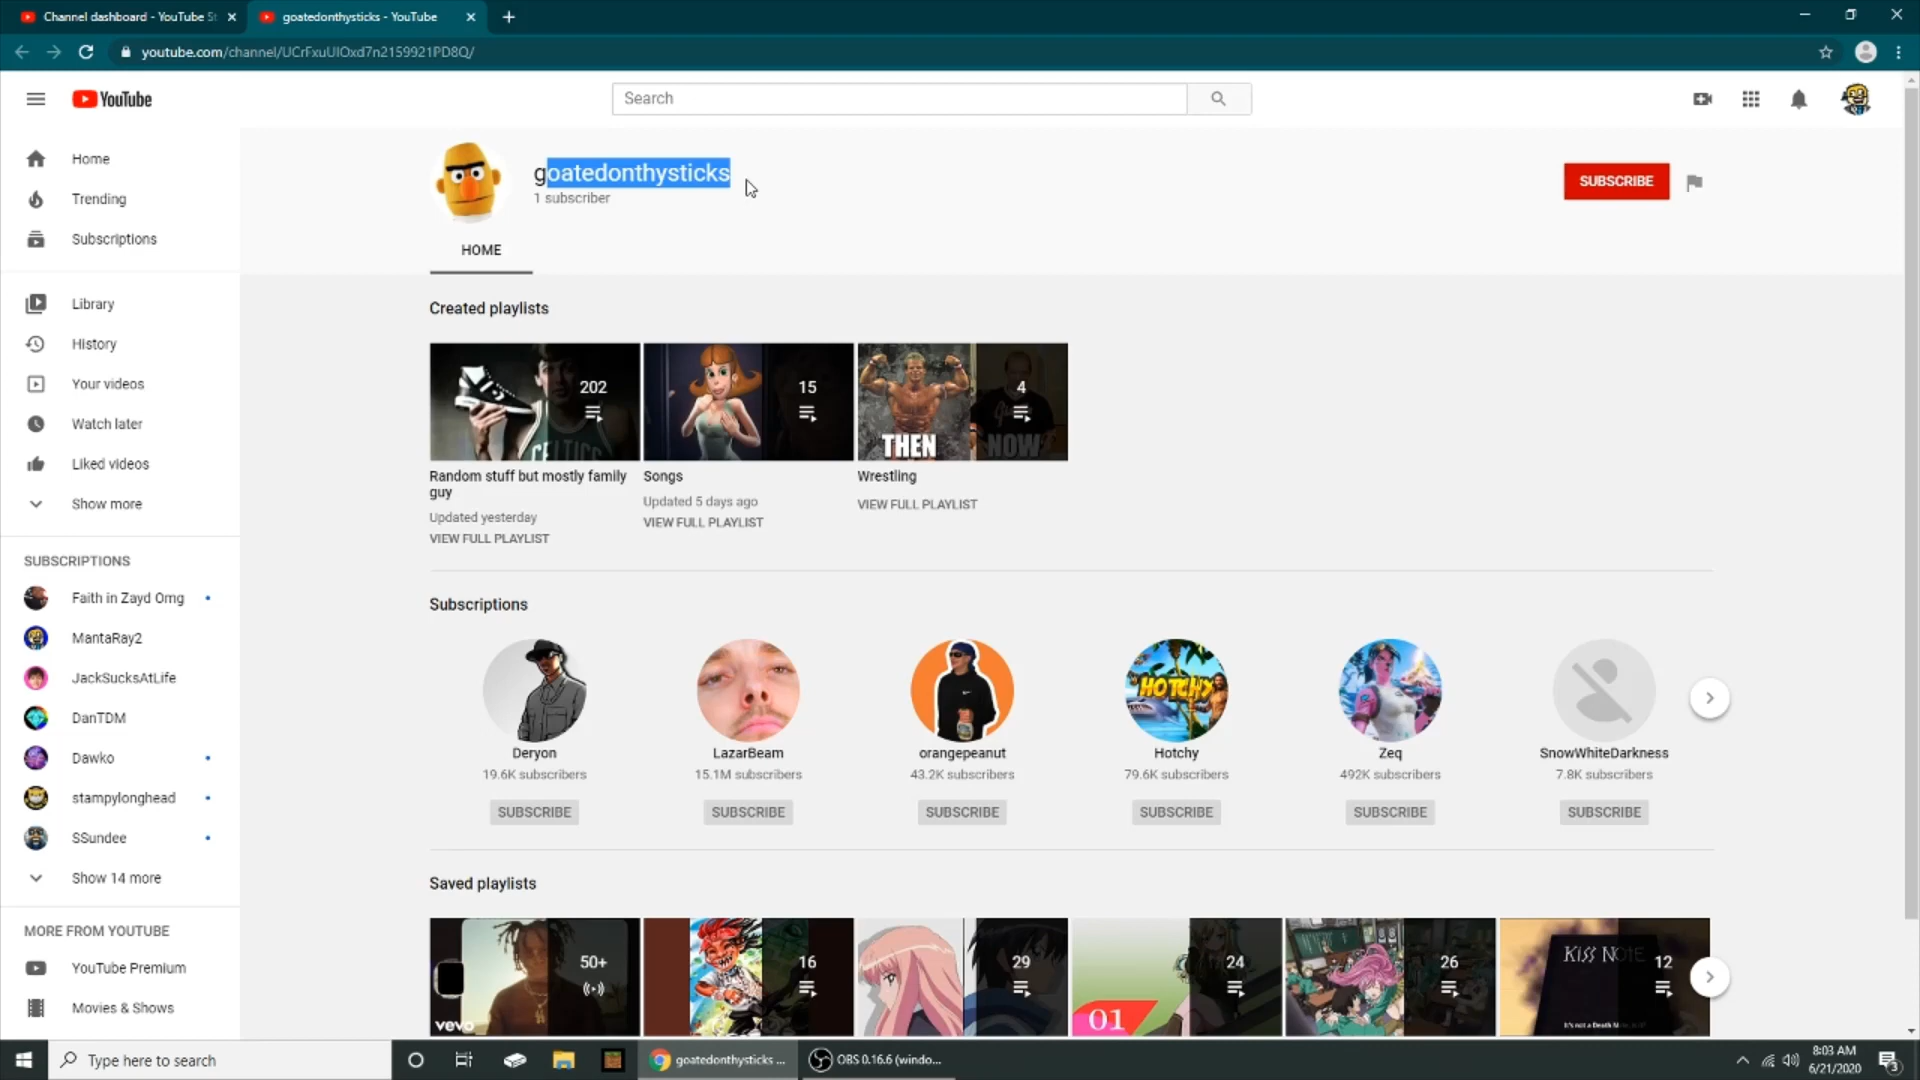 Channel dashboard - YouTube St
goatedonthysticks - YouTube
youtube.com/channel/UCrFxuUIOxd7n2159921PD8Q/
YouTube
Search
Home
Trending
Subscriptions
Library
History
Your videos
Watch later
Liked videos
Show more
SUBSCRIPTIONS
Faith in Zayd Omg
MantaRay2
JackSucksAtLife
DanTDM
Dawko
stampylonghead
SSundee
Show 14 more
MORE FROM YOUTUBE
YouTube Premium
Movies & Shows
goatedonthysticks
1 subscriber
SUBSCRIBE
HOME
Created playlists
202
15
4
CELTICS
THEN
NOW
Random stuff but mostly family
guy
Updated yesterday
VIEW FULL PLAYLIST
Songs
Updated 5 days ago
VIEW FULL PLAYLIST
Wrestling
VIEW FULL PLAYLIST
Subscriptions
HOTCHY
Deryon
19.6K subscribers
SUBSCRIBE
LazarBeam
15.1M subscribers
SUBSCRIBE
orangepeanut
43.2K subscribers
SUBSCRIBE
Hotchy
79.6K subscribers
SUBSCRIBE
Zeq
492K subscribers
SUBSCRIBE
SnowWhiteDarkness
7.8K subscribers
SUBSCRIBE
Saved playlists
50+
vevo
16
29
24
01
26
KISS NOTE
12
Type here to search
goatedonthysticks ...
OBS 0.16.6 (windo...
8:03 AM
6/21/2020
3